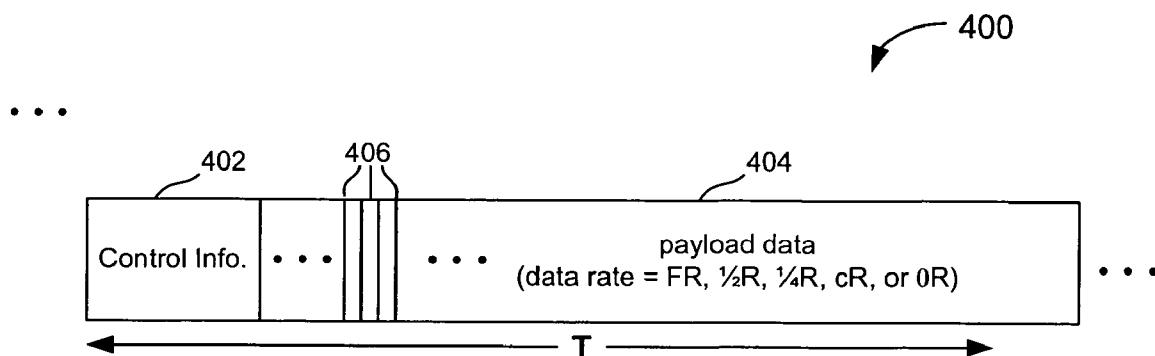 400
402
406
404
Control Info.
payload data
(data rate = FR, ½R, ¼R, cR, or 0R)
T